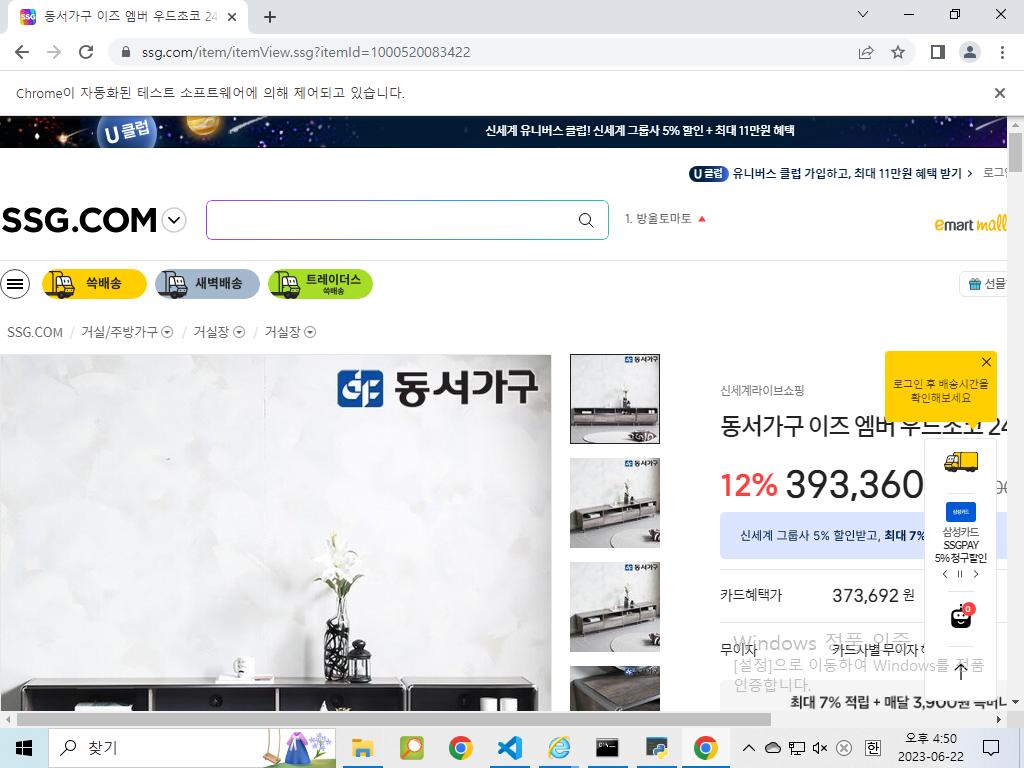 동서가구 이즈 엠버 우드초코 24
ssg.com/item/itemView.ssg?itemId=1000520083422
Chrome이 자동화된 테스트 소프트웨어에 의해 제어되고 있습니다.
U 클럽
신세계 유니버스 클럽! 신세계 그룹사 5% 할인 + 최대 11만원 혜택
U 클럽 유니버스 클럽 가입하고, 최대 11만원 혜택 받기 >
SSG.COM
1. 방울토마토
emart mall
쓱배송
새벽배송
트레이더스
쓱배송
선물
SSG.COM / 거실/주방가구 / 거실장 / 거실장
동서가구
로그인 후 배송시간을
확인해보세요
신세계라이브쇼핑
동서가구 이즈 엠버 우드초코 24
12% 393,360
신세계 그룹사 5% 할인받고, 최대 7%
삼성카드
삼성카드
SSGPAY
5% 청구할인
카드혜택가 373,692 원
0
무이자 카드사별 무이자
Windows 정품 인증
[설정]으로 이동하여 Windows를 정품
인증합니다.
최대 7% 적립 + 매달 3,900원
찾기
오후 4:50
2023-06-22
한